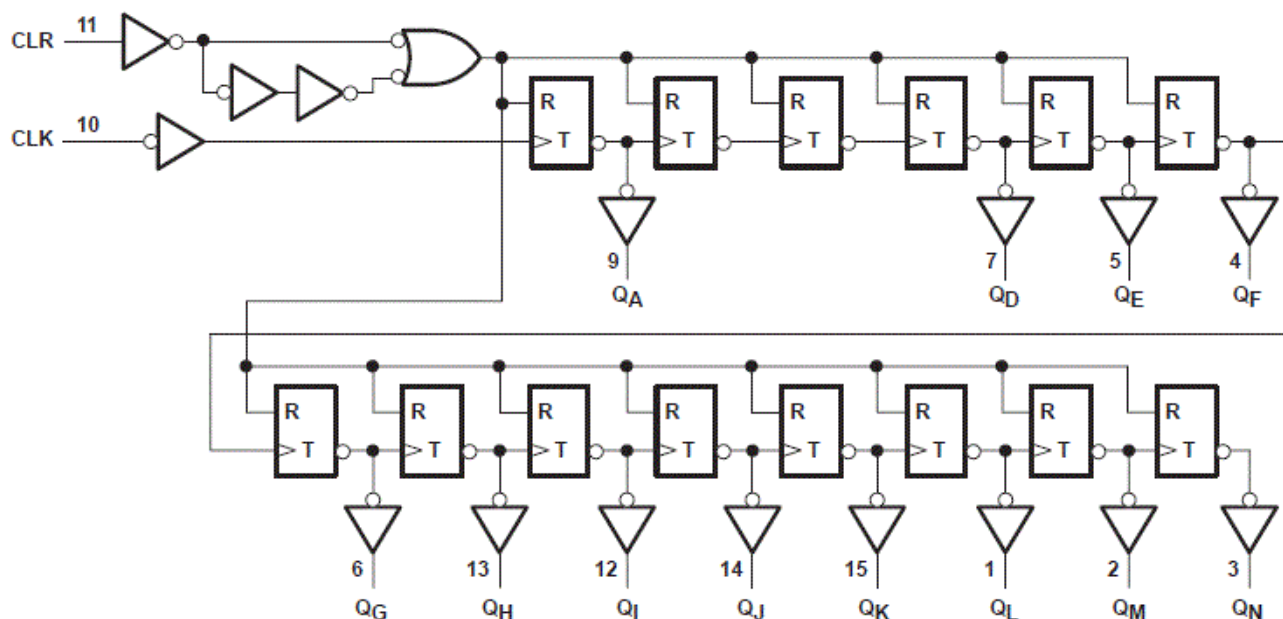 11
CLR
R R R R R R
CLK 10
T T T T T T
9 7 5 4
QA QD QE QF
R R R R R R R R
T T T T T T T T
6 13 12 14 15 1 2 3
QG QH QI QJ QK QL QM QN